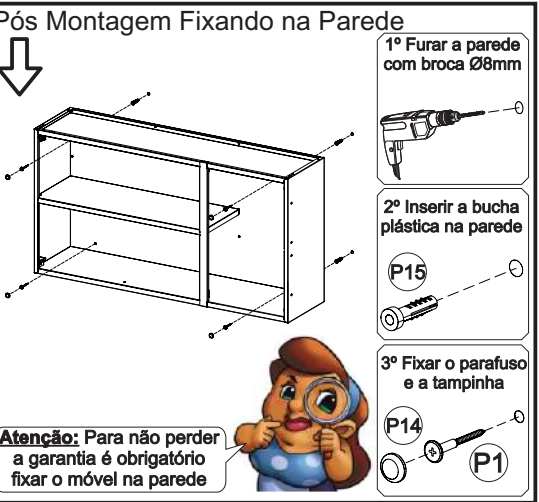 Pós Montagem Fixando na Parede
1º Furar a parede
com broca Ø8mm
2º Inserir a bucha
plástica na parede
P15
3º Fixar o parafuso
e a tampinha
P14
P1
Atenção: Para não perder
a garantia é obrigatório
fixar o móvel na parede